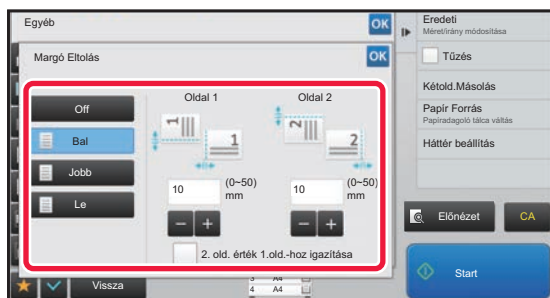 Egyéb
OK
Margó Eltolás
OK
Off
Bal
Jobb
Le
Oldal 1
Oldal 2
1
1
2
2
10
(0~50)
mm
10
(0~50)
mm
− +
− +
2. old. érték 1.old.-hoz igazítása
Vissza
3 A4
4 A4
Eredeti
Méret/irány módosítása
Tűzés
Kétold.Másolás
Papír Forrás
Papíradagoló tálca váltás
Háttér beállítás
Előnézet
CA
Start